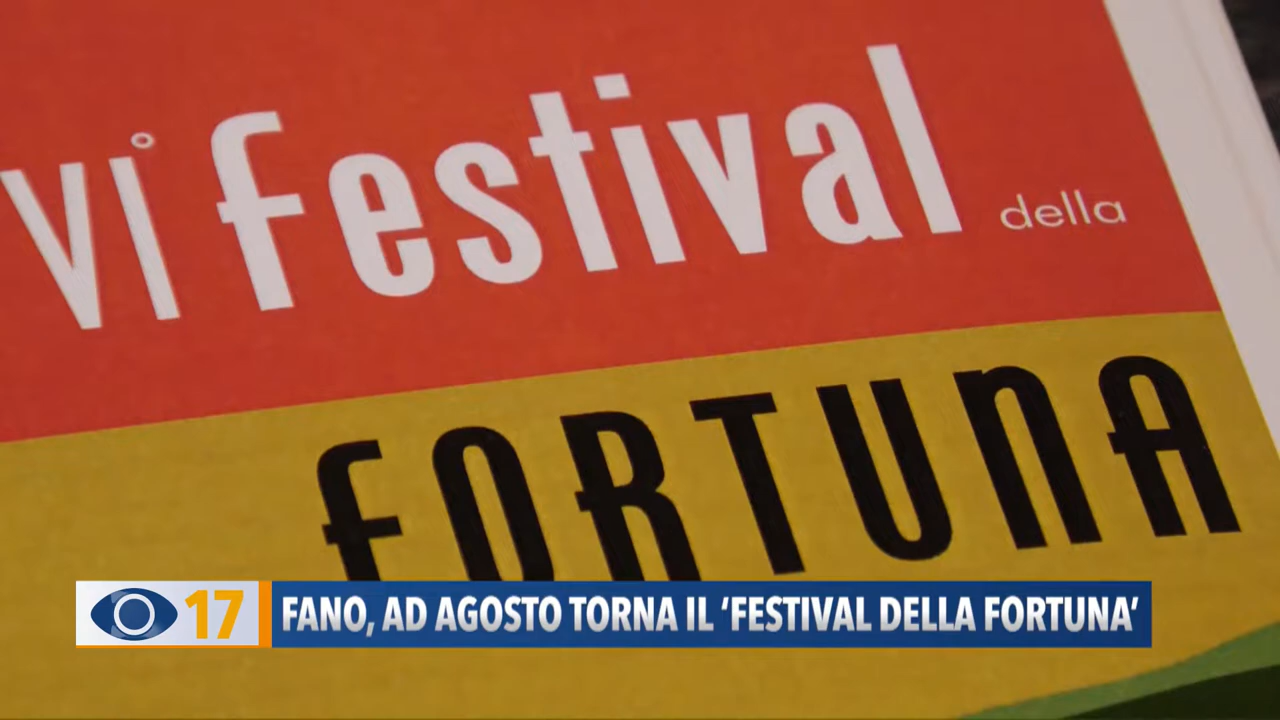 VI° festival della
FORTUNA
17
FANO, AD AGOSTO TORNA IL ‘FESTIVAL DELLA FORTUNA’